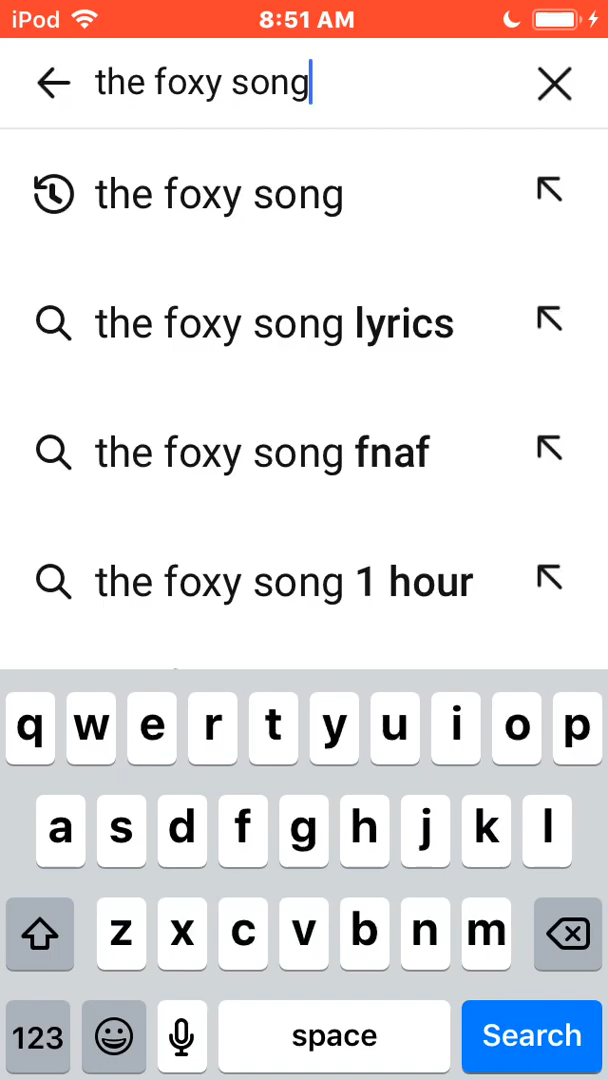 iPod 8:51 AM
the foxy song
the foxy song
the foxy song lyrics
the foxy song fnaf
the foxy song 1 hour
q w e r t y u i o p
a s d f g h j k l
z x c v b n m
123 space Search